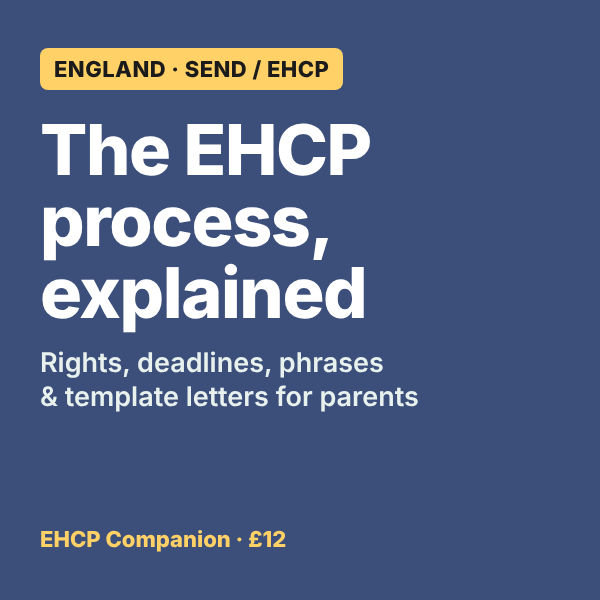 ENGLAND · SEND / EHCP
The EHCP
process,
explained
Rights, deadlines, phrases
& template letters for parents
EHCP Companion · £12